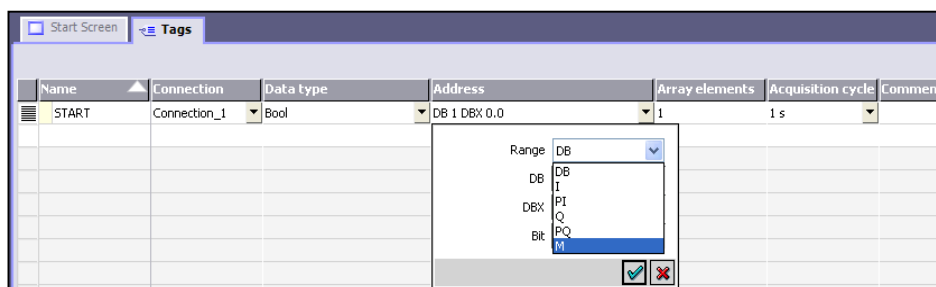 Start Screen Tags
Name Connection Data type Address Array elements Acquisition cycle Commen
START Connection_1 Bool DB 1 DBX 0.0 1 1 s
Range DB
DB DB
I
DBX PI
Q
Bit PQ
M